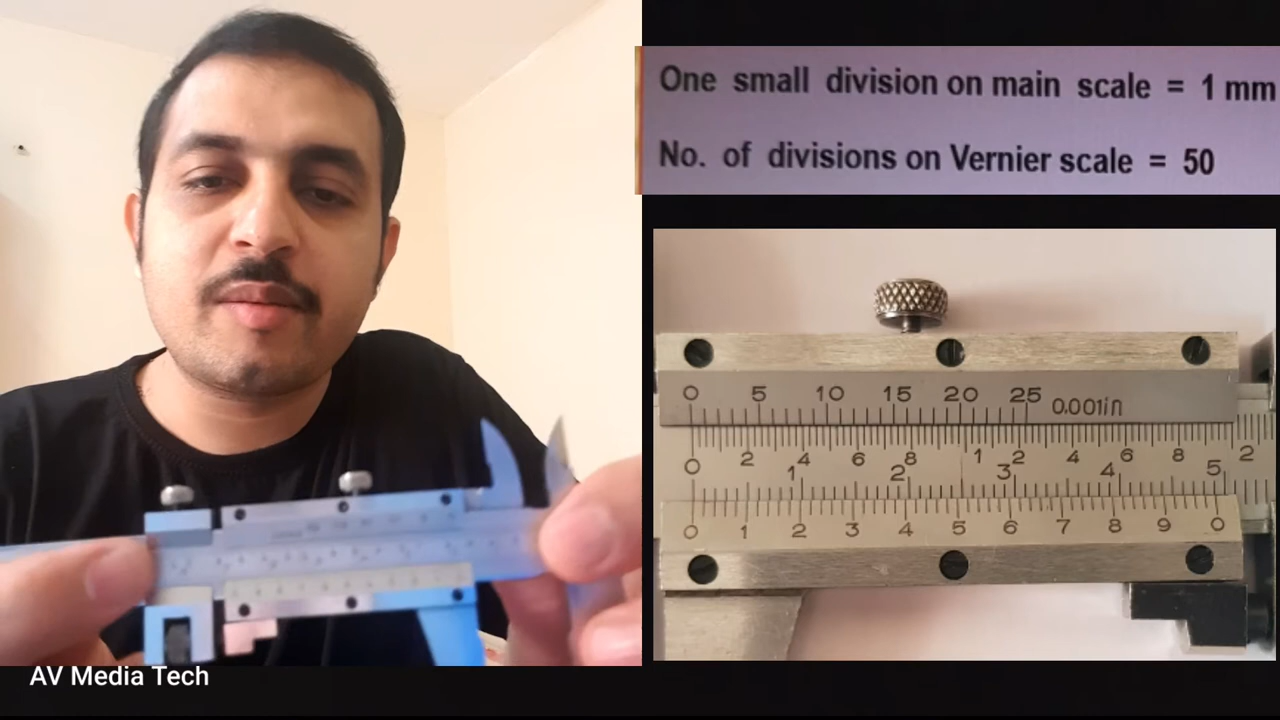 One small division on main scale = 1 mm
No. of divisions on Vernier scale = 50
0 5 10 15 20 25 0.001in
0 2 4 6 8 1 2 4 6 8 2
1 2 3 4 5
0 1 2 3 4 5 6 7 8 9 0
AV Media Tech